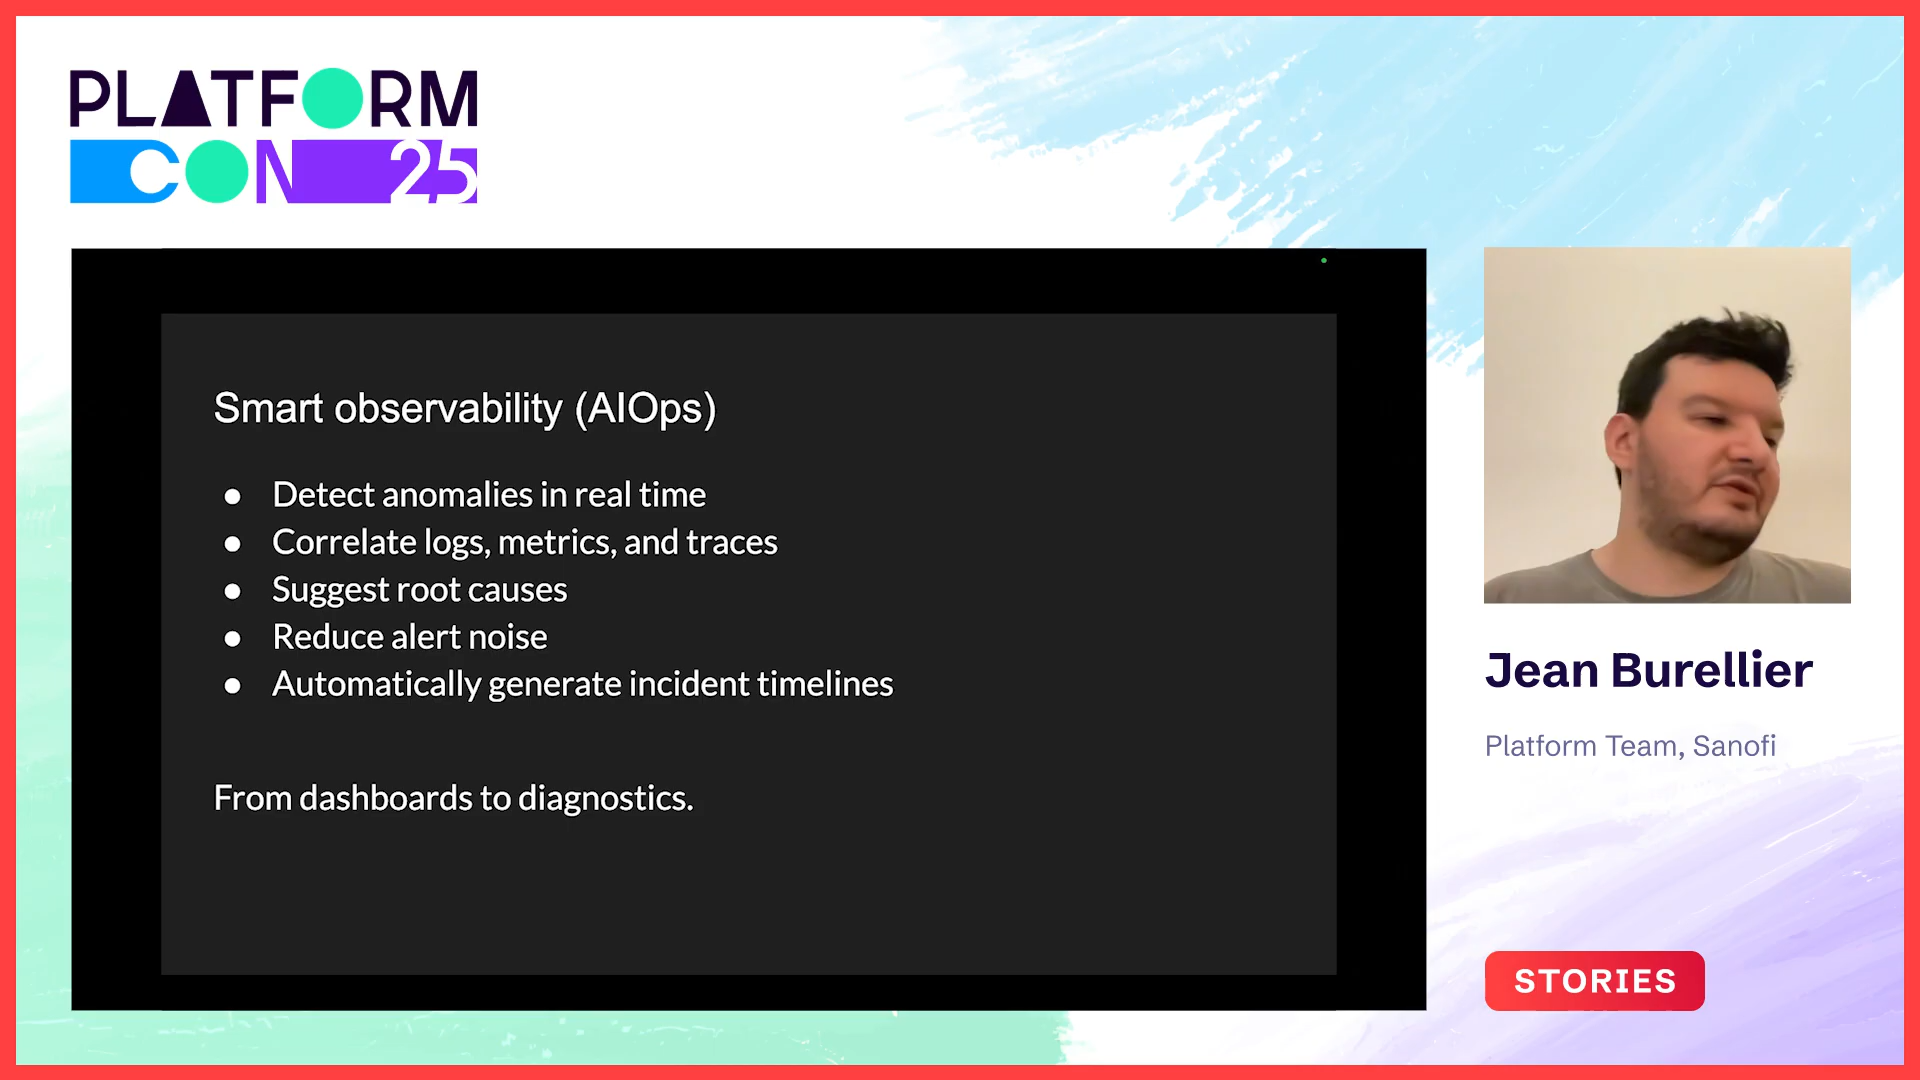 PLATFORM
CON 25
Smart observability (AIOps)
● Detect anomalies in real time
● Correlate logs, metrics, and traces
● Suggest root causes
● Reduce alert noise
● Automatically generate incident timelines
From dashboards to diagnostics.
Jean Burellier
Platform Team, Sanofi
STORIES